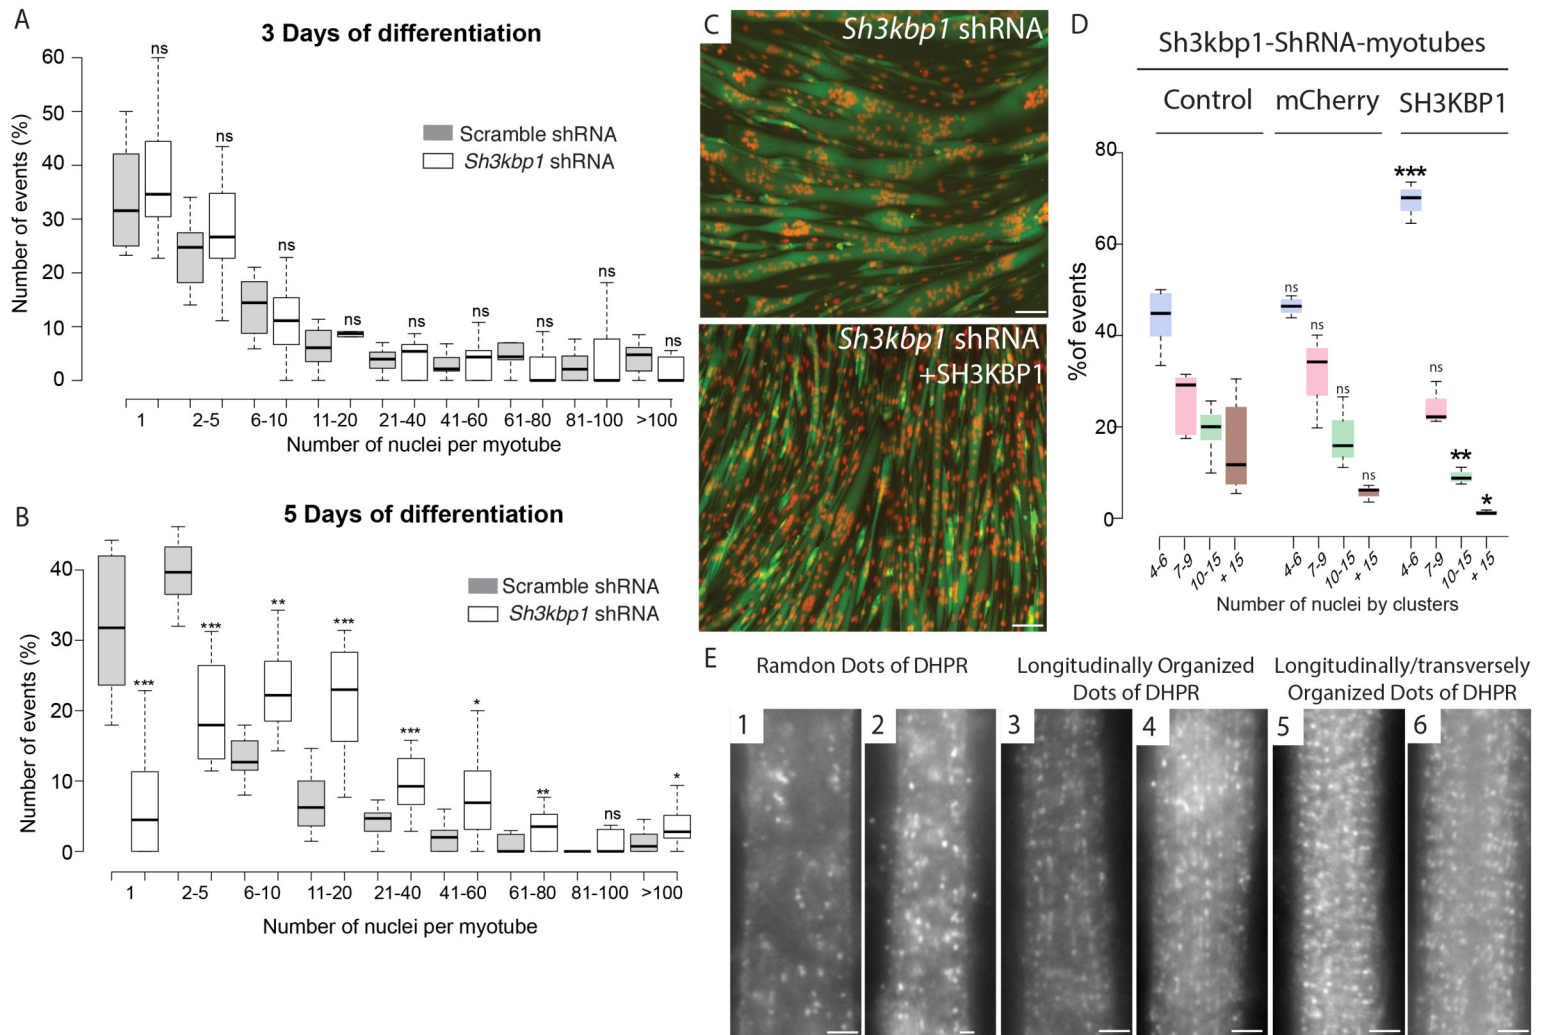 A
3 Days of differentiation
Number of events (%)
60
50
40
30
20
10
0
ns
ns
ns
ns
ns
ns
ns
ns
ns
Scramble shRNA
Sh3kbp1 shRNA
1
2-5
6-10
11-20
21-40
41-60
61-80
81-100
>100
Number of nuclei per myotube
B
5 Days of differentiation
Number of events (%)
40
30
20
10
0
***
***
**
***
***
*
**
ns
*
Scramble shRNA
Sh3kbp1 shRNA
1
2-5
6-10
11-20
21-40
41-60
61-80
81-100
>100
Number of nuclei per myotube
C
Sh3kbp1 shRNA
Sh3kbp1 shRNA
+SH3KBP1
D
Sh3kbp1-ShRNA-myotubes
Control
mCherry
SH3KBP1
%of events
80
60
40
20
0
ns
ns
ns
ns
***
**
*
4-6
7-9
10-15
+ 15
4-6
7-9
10-15
+ 15
4-6
7-9
10-15
+ 15
Number of nuclei by clusters
E
Ramdon Dots of DHPR
Longitudinally Organized
Dots of DHPR
Longitudinally/transversely
Organized Dots of DHPR
1
2
3
4
5
6